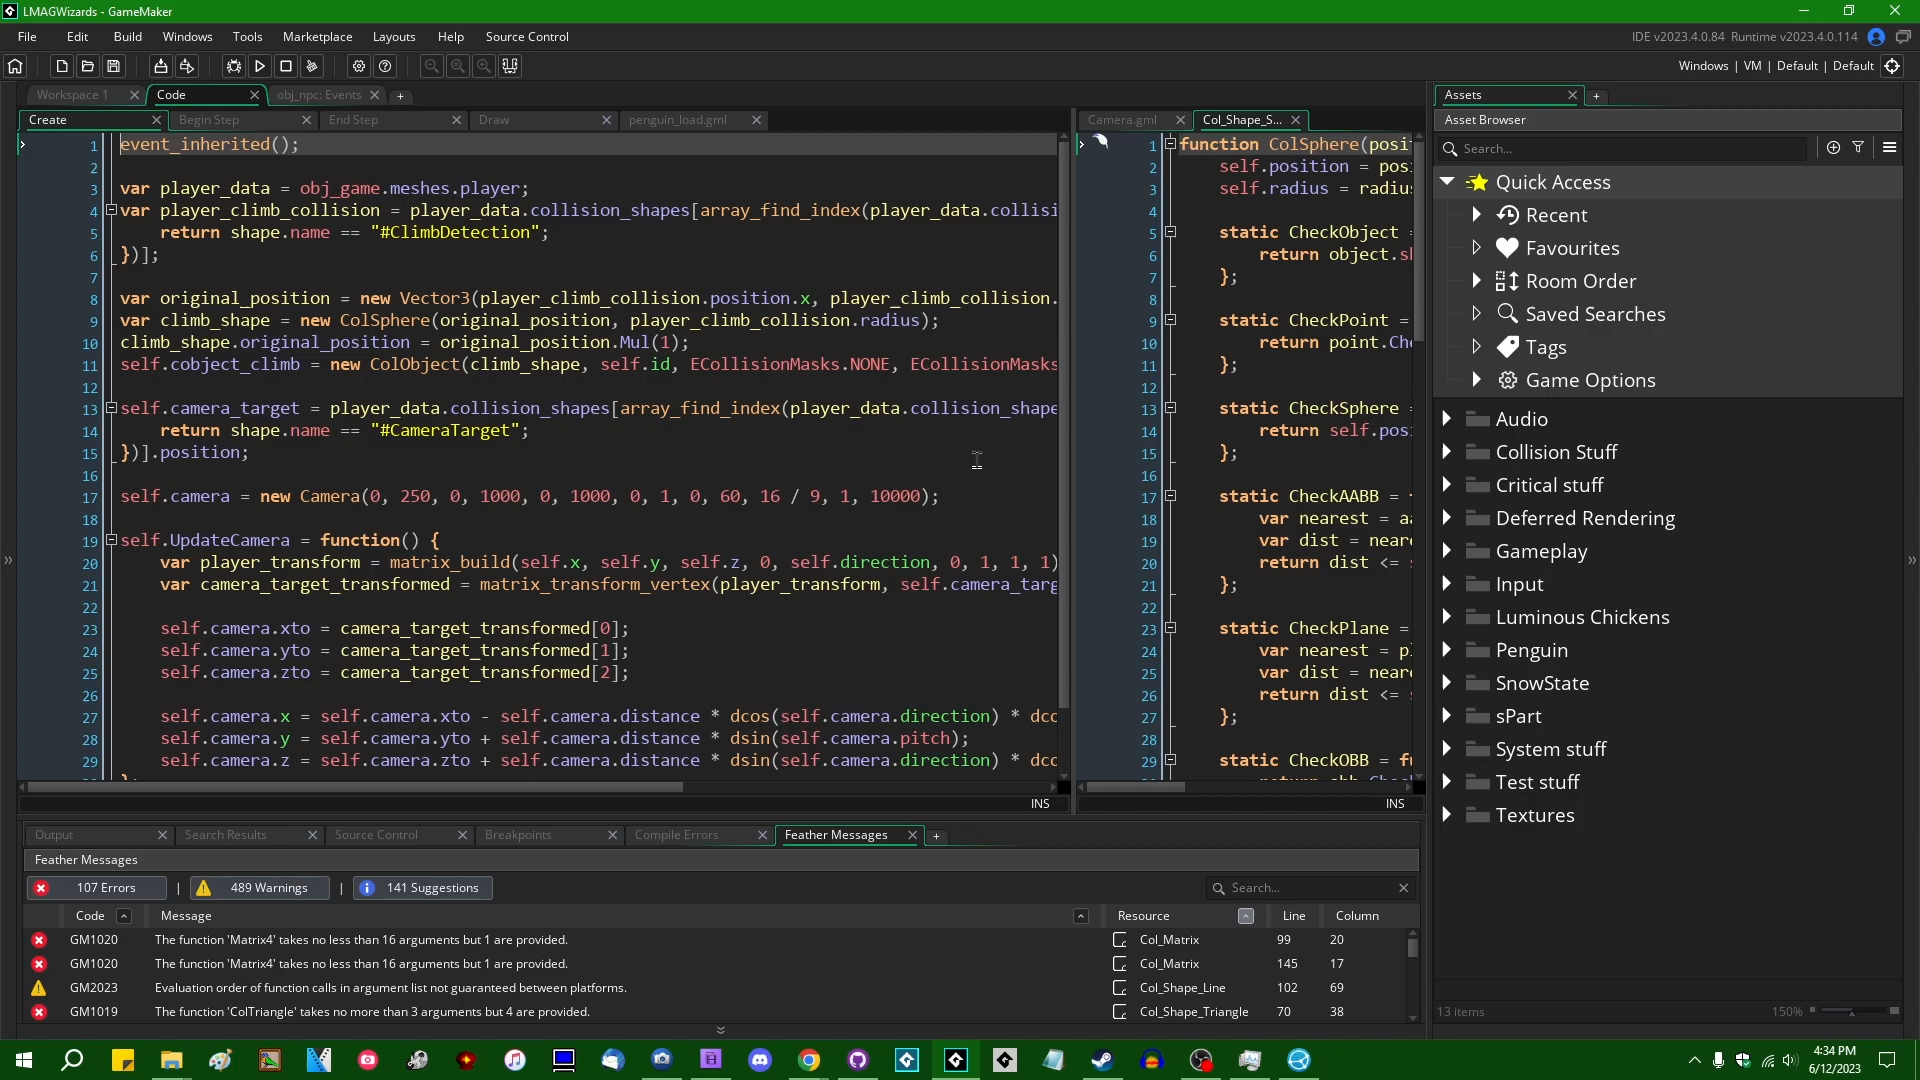 LMAGWizards - GameMaker
File Edit Build Windows Tools Marketplace Layouts Help Source Control
IDE v2023.4.0.84 Runtime v2023.4.0.114
Windows | VM | Default | Default
Workspace 1 Code obj_npc: Events
Create Begin Step End Step Draw penguin_load.gml
1 event_inherited();
2
3 var player_data = obj_game.meshes.player;
4 var player_climb_collision = player_data.collision_shapes[array_find_index(player_data.collisi
5 return shape.name == "#ClimbDetection";
6 })];
7
8 var original_position = new Vector3(player_climb_collision.position.x, player_climb_collision.
9 var climb_shape = new ColSphere(original_position, player_climb_collision.radius);
10 climb_shape.original_position = original_position.Mul(1);
11 self.cobject_climb = new ColObject(climb_shape, self.id, ECollisionMasks.NONE, ECollisionMasks
12
13 self.camera_target = player_data.collision_shapes[array_find_index(player_data.collision_shape
14 return shape.name == "#CameraTarget";
15 })].position;
16
17 self.camera = new Camera(0, 250, 0, 1000, 0, 1000, 0, 1, 0, 60, 16 / 9, 1, 10000);
18
19 self.UpdateCamera = function() {
20 var player_transform = matrix_build(self.x, self.y, self.z, 0, self.direction, 0, 1, 1, 1)
21 var camera_target_transformed = matrix_transform_vertex(player_transform, self.camera_targ
22
23 self.camera.xto = camera_target_transformed[0];
24 self.camera.yto = camera_target_transformed[1];
25 self.camera.zto = camera_target_transformed[2];
26
27 self.camera.x = self.camera.xto - self.camera.distance * dcos(self.camera.direction) * dco
28 self.camera.y = self.camera.yto + self.camera.distance * dsin(self.camera.pitch);
29 self.camera.z = self.camera.zto + self.camera.distance * dsin(self.camera.direction) * dco
INS
Camera.gml Col_Shape_S...
1 function ColSphere(posit
2 self.position = pos
3 self.radius = radiu
4
5 static CheckObject =
6 return object.sh
7 };
8
9 static CheckPoint =
10 return point.Che
11 };
12
13 static CheckSphere =
14 return self.posi
15 };
16
17 static CheckAABB =
18 var nearest = aa
19 var dist = neare
20 return dist <=
21 };
22
23 static CheckPlane =
24 var nearest = pl
25 var dist = neare
26 return dist <=
27 };
28
29 static CheckOBB = fu
INS
Assets
Asset Browser
Search...
Quick Access
Recent
Favourites
Room Order
Saved Searches
Tags
Game Options
Audio
Collision Stuff
Critical stuff
Deferred Rendering
Gameplay
Input
Luminous Chickens
Penguin
SnowState
sPart
System stuff
Test stuff
Textures
13 items 150%
Output Search Results Source Control Breakpoints Compile Errors Feather Messages
Feather Messages
107 Errors | 489 Warnings | 141 Suggestions Search...
Code Message Resource Line Column
GM1020 The function 'Matrix4' takes no less than 16 arguments but 1 are provided. Col_Matrix 99 20
GM1020 The function 'Matrix4' takes no less than 16 arguments but 1 are provided. Col_Matrix 145 17
GM2023 Evaluation order of function calls in argument list not guaranteed between platforms. Col_Shape_Line 102 69
GM1019 The function 'ColTriangle' takes no more than 3 arguments but 4 are provided. Col_Shape_Triangle 70 38
4:34 PM
6/12/2023